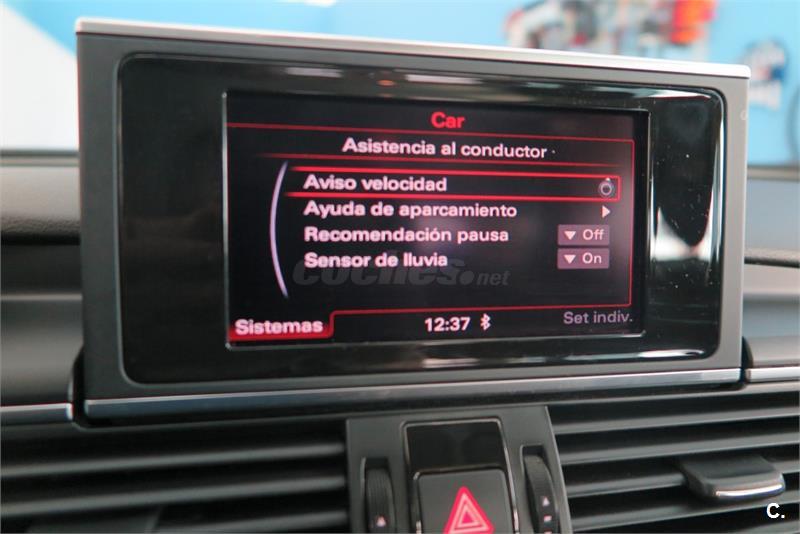 Car
Asistencia al conductor
Aviso velocidad
Ayuda de aparcamiento
Recomendación pausa Off
Sensor de lluvia On
coches.net
Sistemas 12:37 Set indiv.
C.